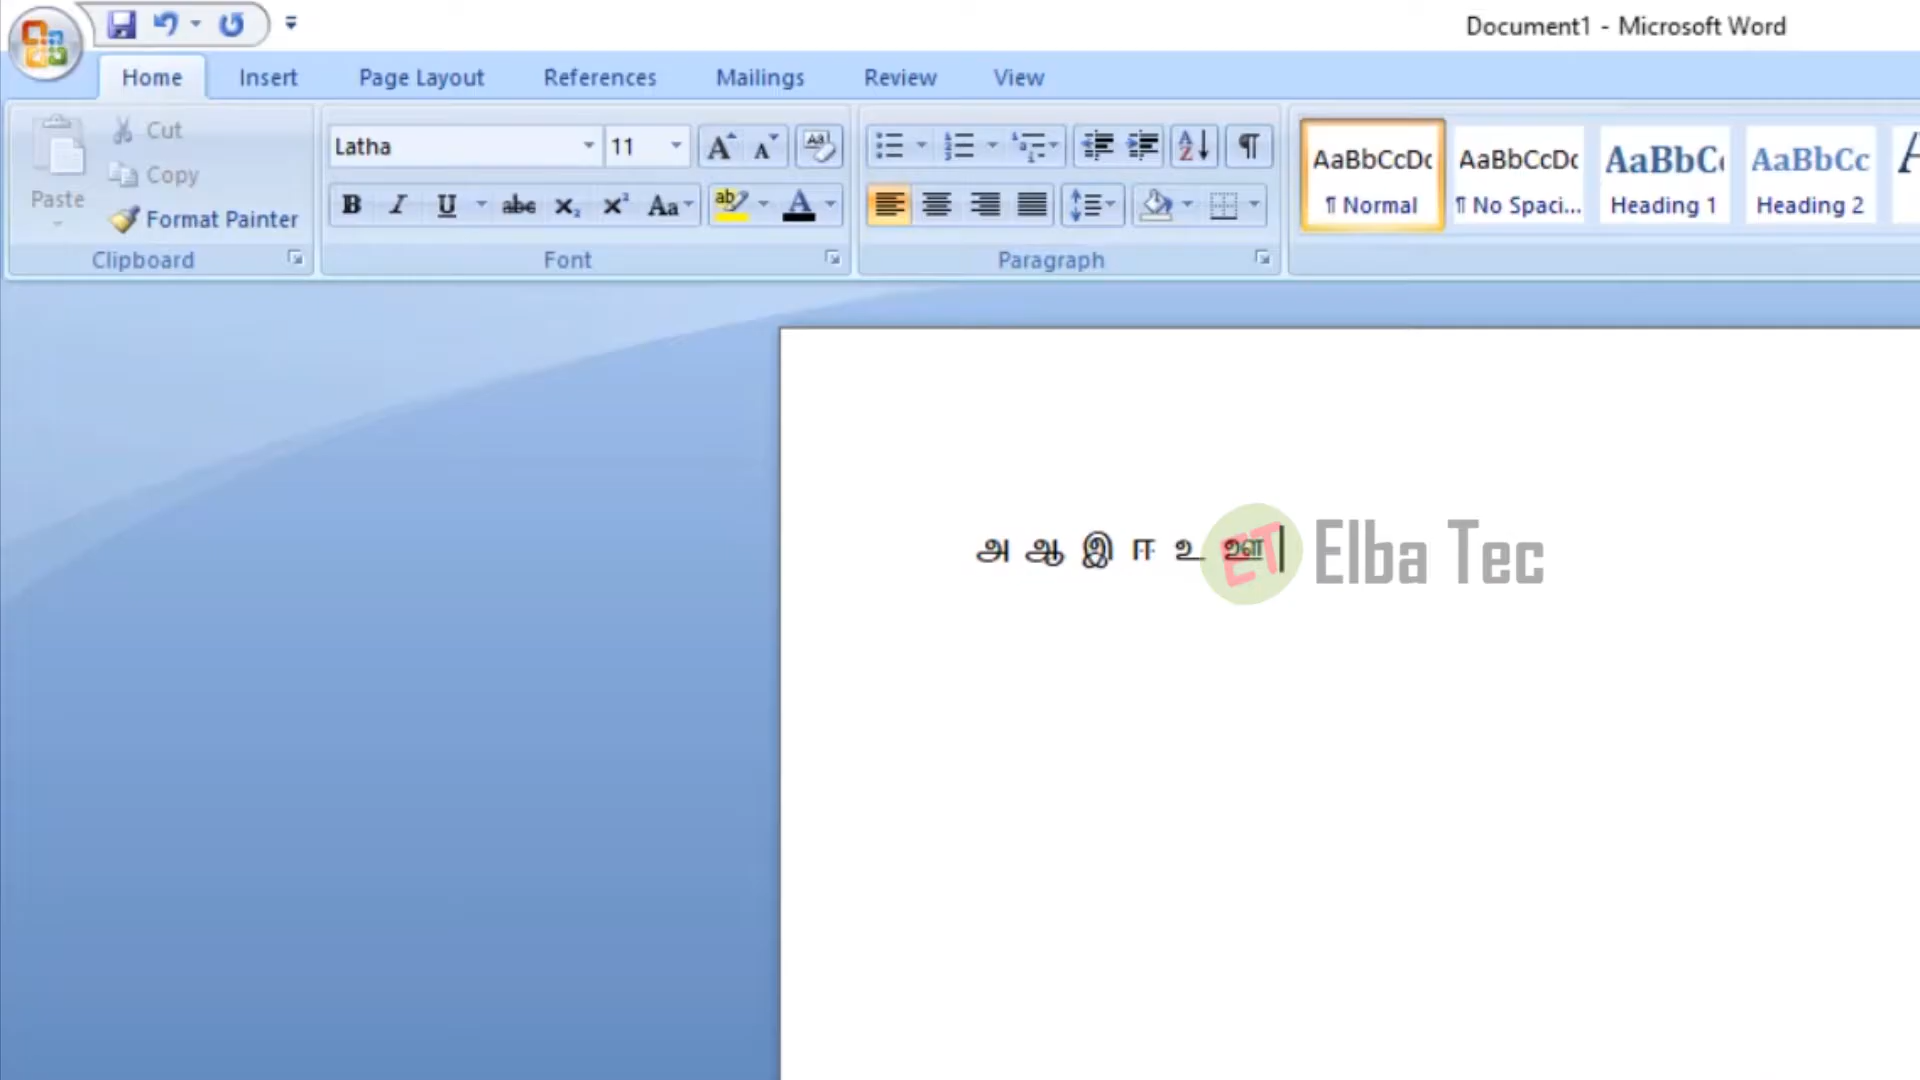 Document1 - Microsoft Word
Home Insert Page Layout References Mailings Review View
Cut
Copy
Paste
Format Painter
Clipboard
Latha 11
Font
Paragraph
AaBbCcDc AaBbCcDc AaBbC AaBbCc
¶ Normal ¶ No Spaci... Heading 1 Heading 2
அ ஆ இ ஈ உ ஊ
ET Elba Tec